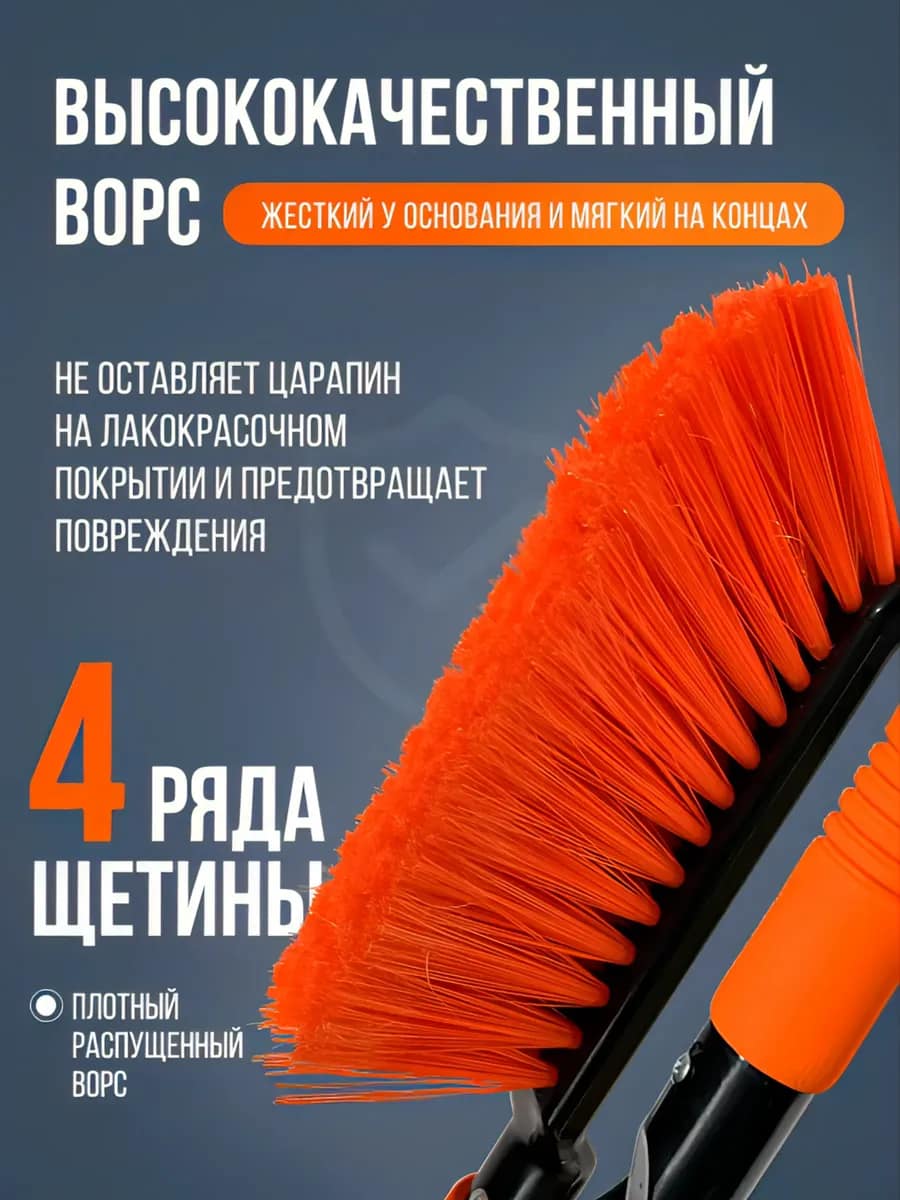 ВЫСОКОКАЧЕСТВЕННЫЙ
ВОРС
ЖЕСТКИЙ У ОСНОВАНИЯ И МЯГКИЙ НА КОНЦАХ
НЕ ОСТАВЛЯЕТ ЦАРАПИН
НА ЛАКОКРАСОЧНОМ
ПОКРЫТИИ И ПРЕДОТВРАЩАЕТ
ПОВРЕЖДЕНИЯ
4 РЯДА
ЩЕТИНЫ
ПЛОТНЫЙ
РАСПУЩЕННЫЙ
ВОРС